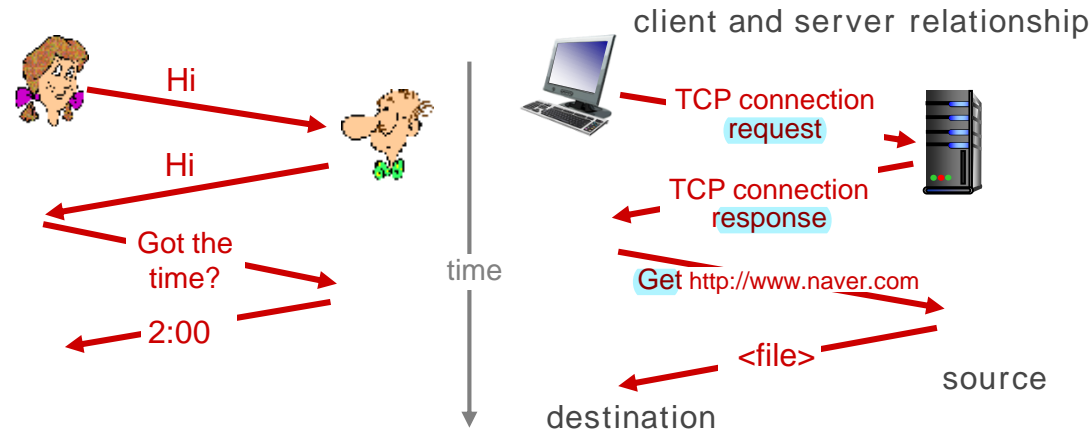 client and server relationship
Hi
Hi
Got the
time?
2:00
time
TCP connection
request
TCP connection
response
Get http://www.naver.com
<file>
source
destination